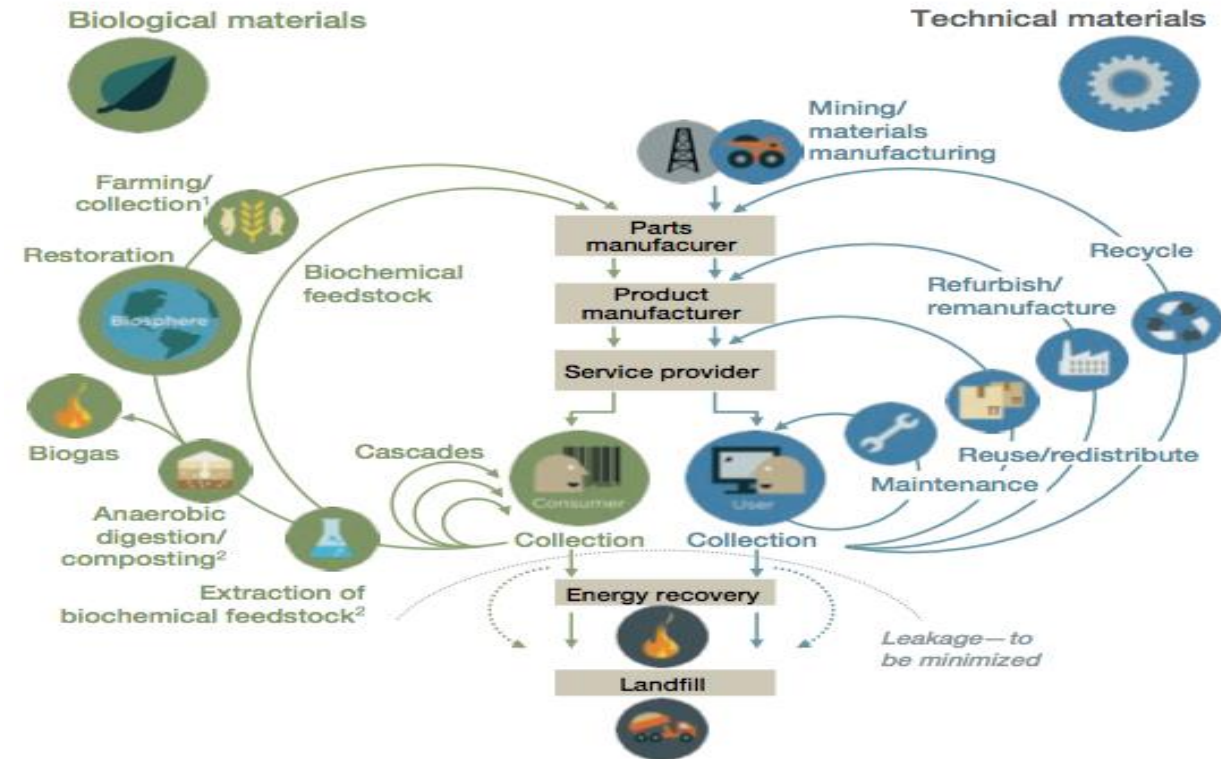 Biological materials
Technical materials
Mining/
materials
manufacturing
Farming/
collection¹
Restoration
Biosphere
Biochemical
feedstock
Biogas
Anaerobic
digestion/
composting²
Extraction of
biochemical feedstock²
Cascades
Parts
manufacurer
Product
manufacturer
Service provider
Consumer
User
Collection
Collection
Energy recovery
Landfill
Recycle
Refurbish/
remanufacture
Reuse/redistribute
Maintenance
Leakage—to
be minimized